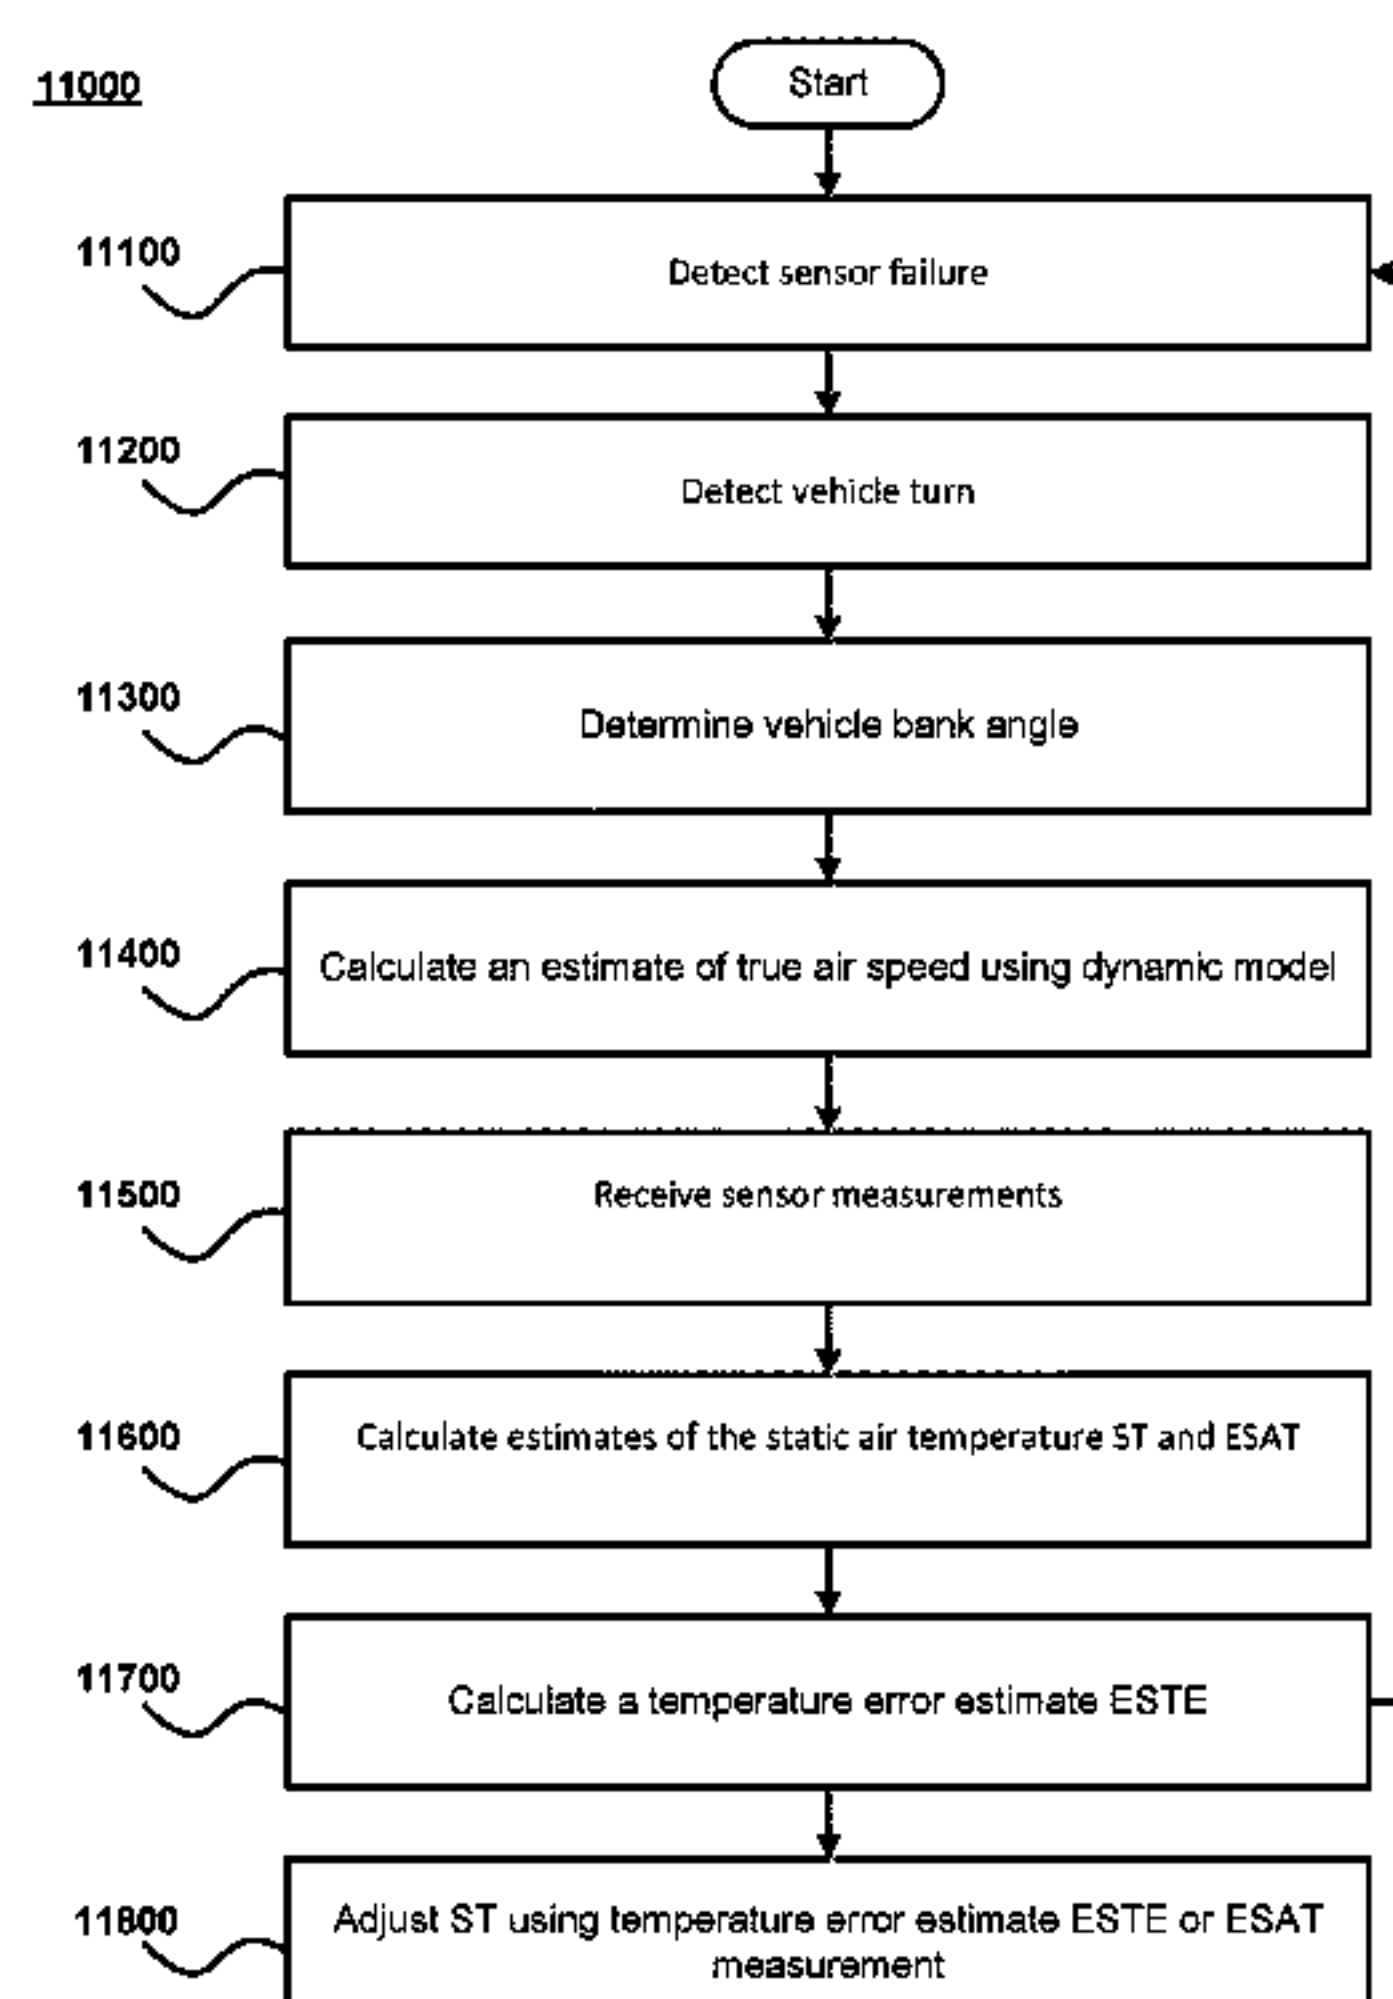 11000
Start
11100
Detect sensor failure
11200
Detect vehicle turn
11300
Determine vehicle bank angle
11400
Calculate an estimate of true air speed using dynamic model
11500
Receive sensor measurements
11600
Calculate estimates of the static air temperature ST and ESAT
11700
Calculate a temperature error estimate ESTE
11800
Adjust ST using temperature error estimate ESTE or ESAT
measurement